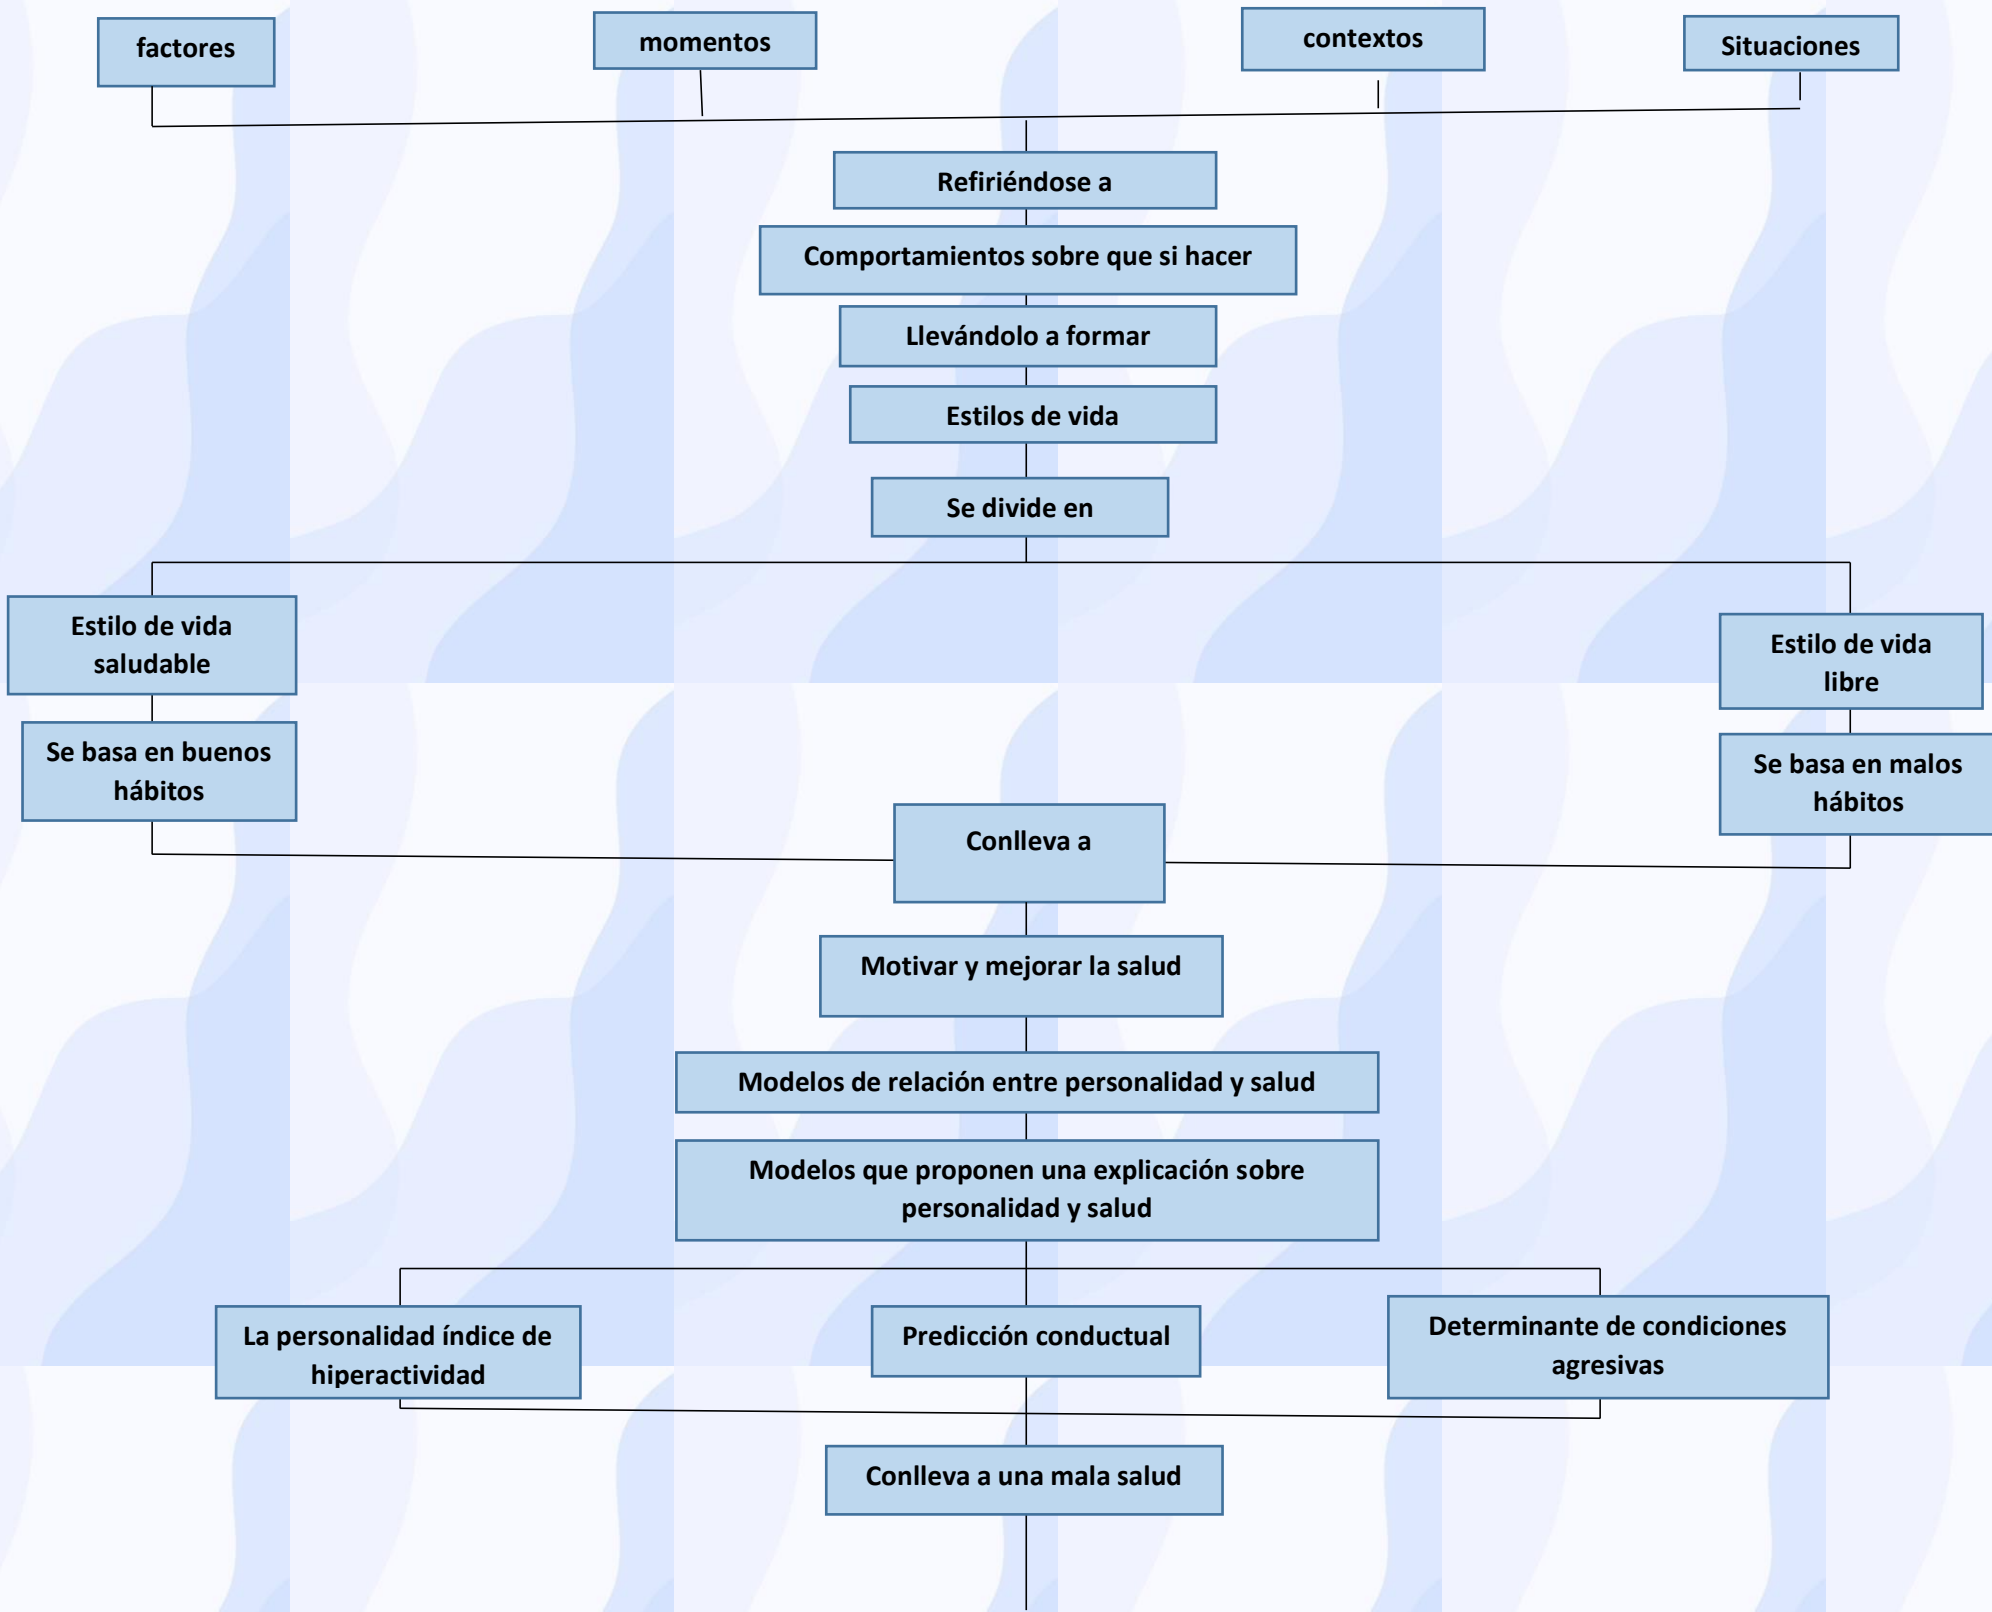 factores
momentos
contextos
Situaciones
Refiriéndose a
Comportamientos sobre que si hacer
Llevándolo a formar
Estilos de vida
Se divide en
Estilo de vida
saludable
Estilo de vida
libre
Se basa en buenos
hábitos
Se basa en malos
hábitos
Conlleva a
Motivar y mejorar la salud
Modelos de relación entre personalidad y salud
Modelos que proponen una explicación sobre
personalidad y salud
La personalidad índice de
hiperactividad
Predicción conductual
Determinante de condiciones
agresivas
Conlleva a una mala salud